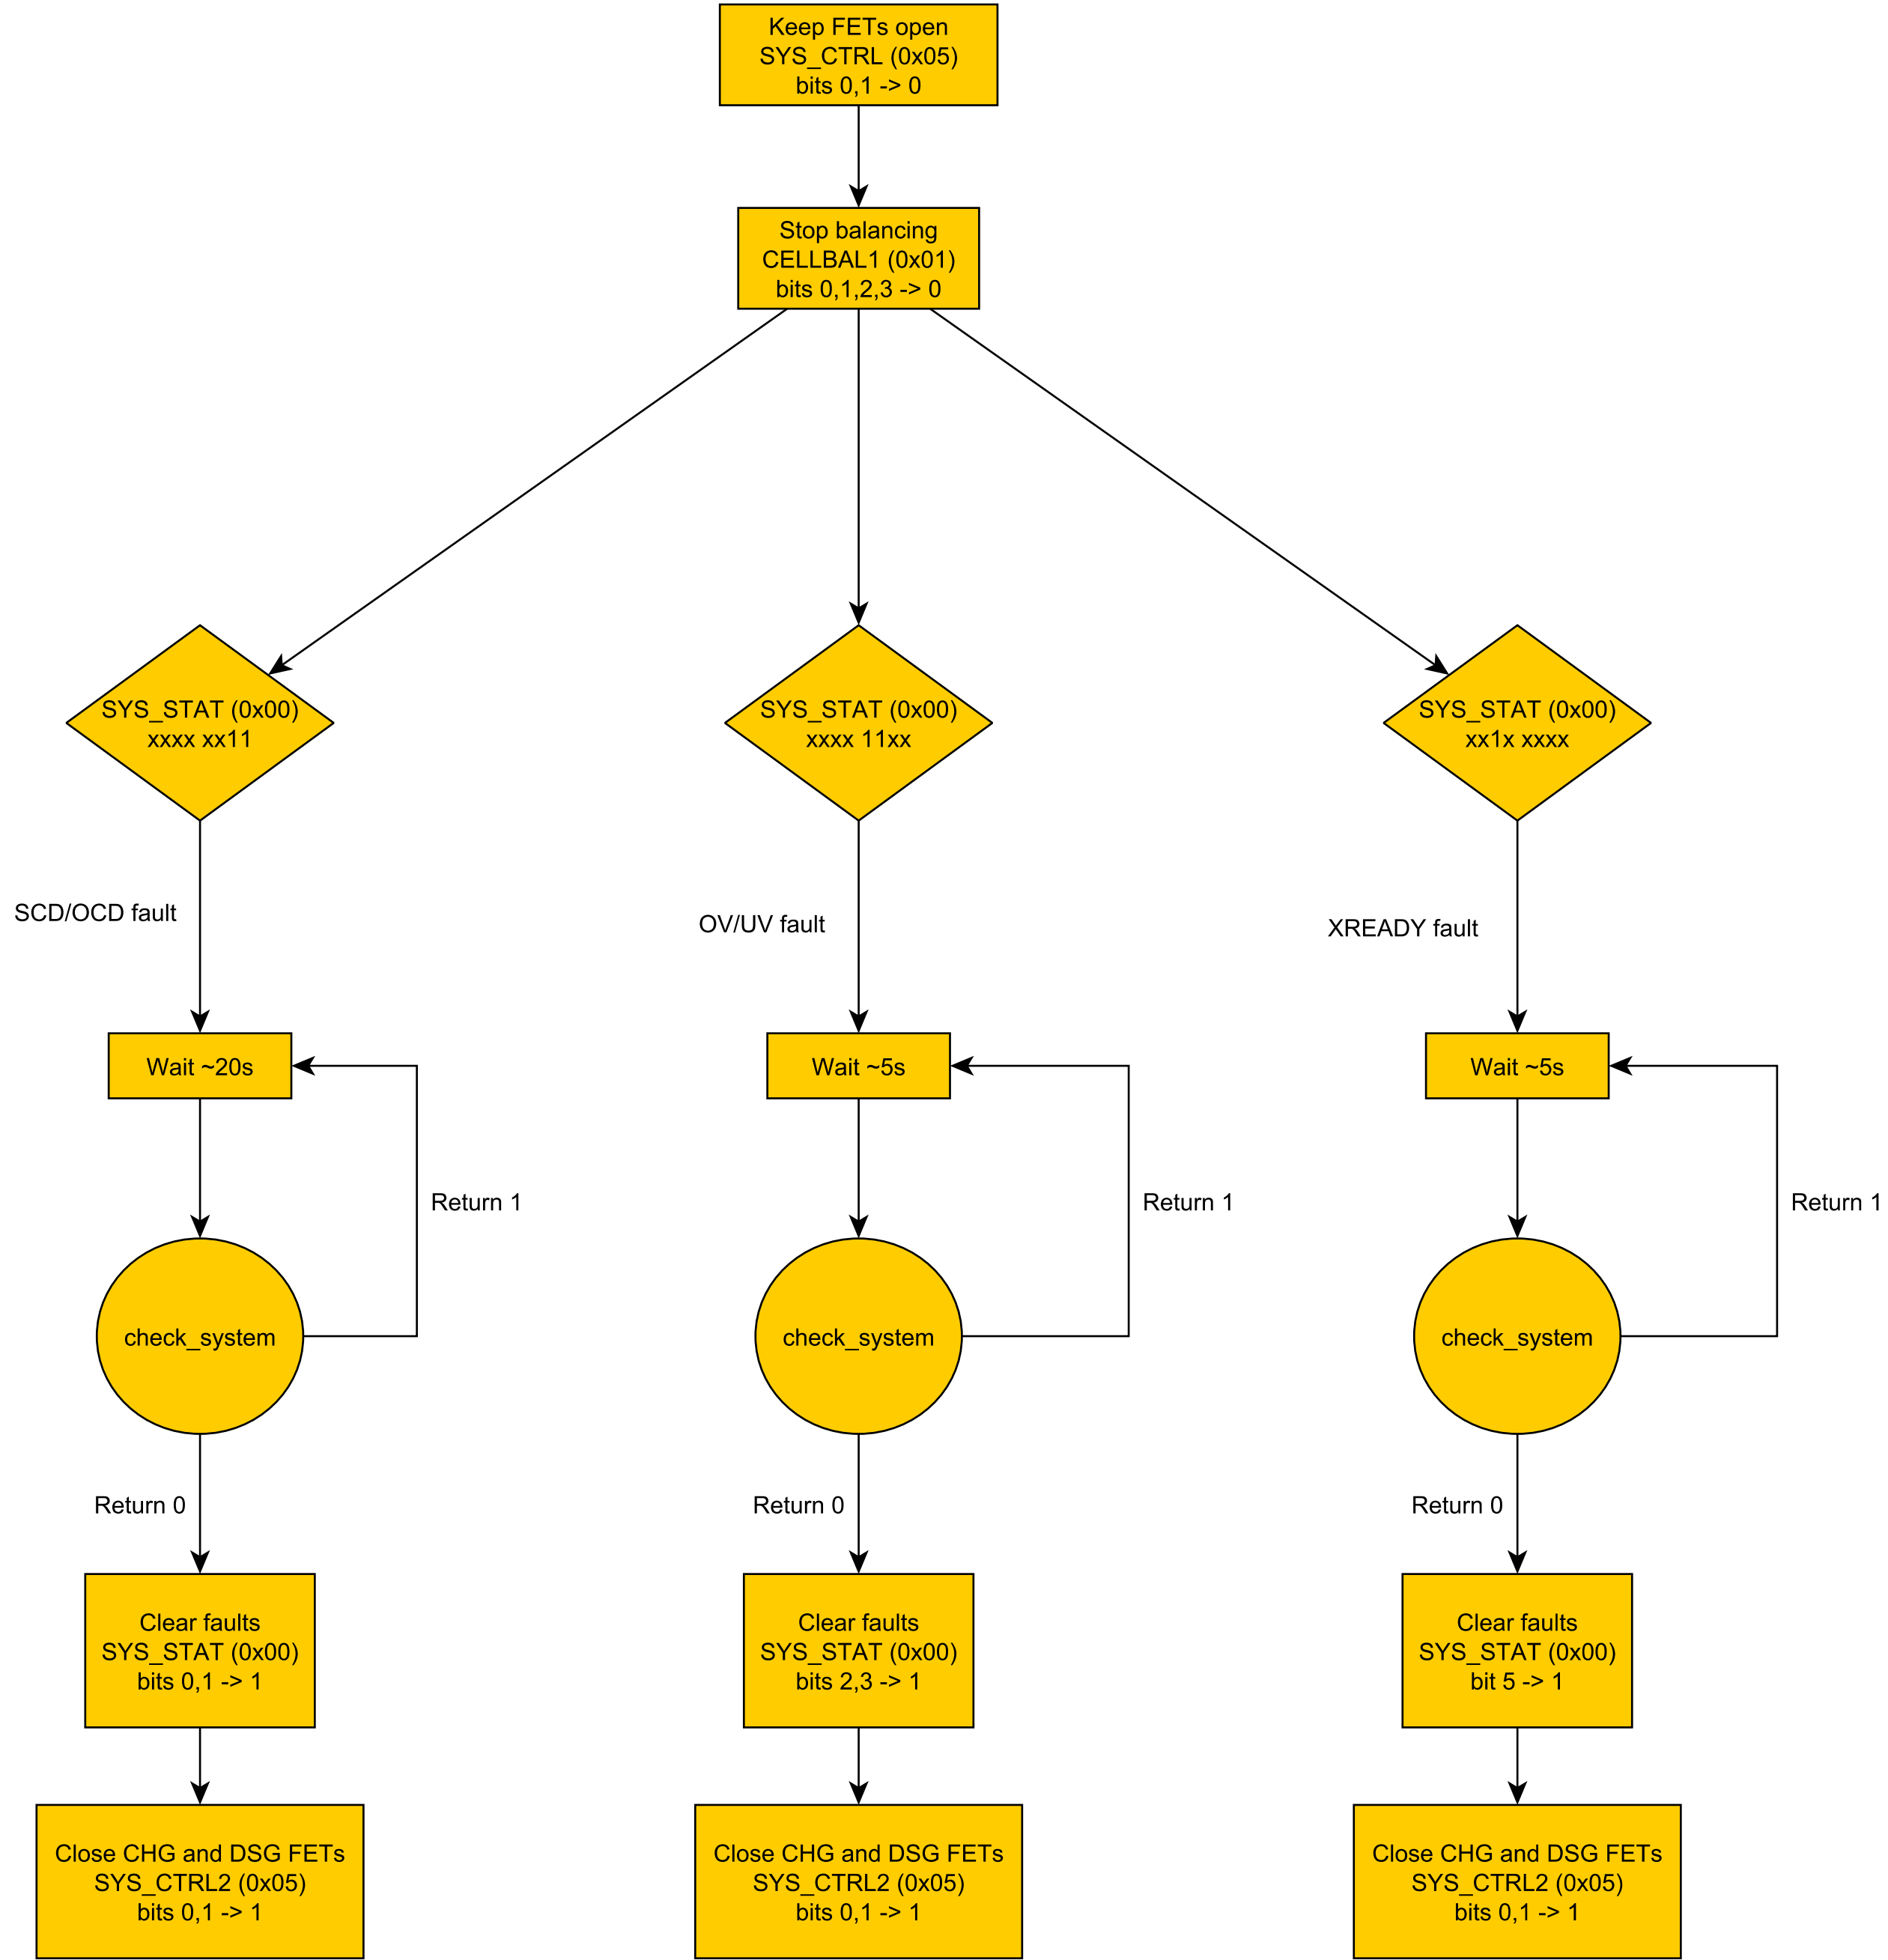 Keep FETs open
SYS_CTRL (0x05)
bits 0,1 -> 0
Stop balancing
CELLBAL1 (0x01)
bits 0,1,2,3 -> 0
SYS_STAT (0x00)
xxxx xx11
SYS_STAT (0x00)
xxxx 11xx
SYS_STAT (0x00)
xx1x xxxx
SCD/OCD fault
OV/UV fault
XREADY fault
Wait ~20s
Wait ~5s
Wait ~5s
Return 1
Return 1
Return 1
check_system
check_system
check_system
Return 0
Return 0
Return 0
Clear faults
SYS_STAT (0x00)
bits 0,1 -> 1
Clear faults
SYS_STAT (0x00)
bits 2,3 -> 1
Clear faults
SYS_STAT (0x00)
bit 5 -> 1
Close CHG and DSG FETs
SYS_CTRL2 (0x05)
bits 0,1 -> 1
Close CHG and DSG FETs
SYS_CTRL2 (0x05)
bits 0,1 -> 1
Close CHG and DSG FETs
SYS_CTRL2 (0x05)
bits 0,1 -> 1